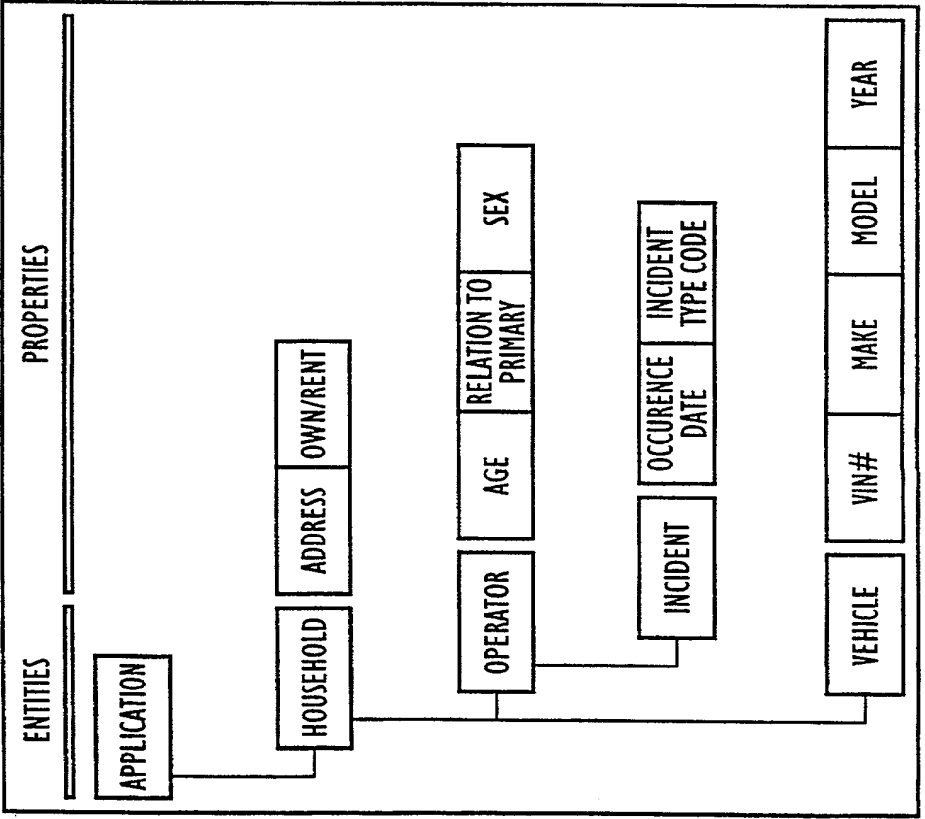 ENTITIES
PROPERTIES
APPLICATION
HOUSEHOLD
ADDRESS
OWN/RENT
OPERATOR
AGE
RELATION TO
PRIMARY
SEX
INCIDENT
OCCURENCE
DATE
INCIDENT
TYPE CODE
VEHICLE
VIN#
MAKE
MODEL
YEAR